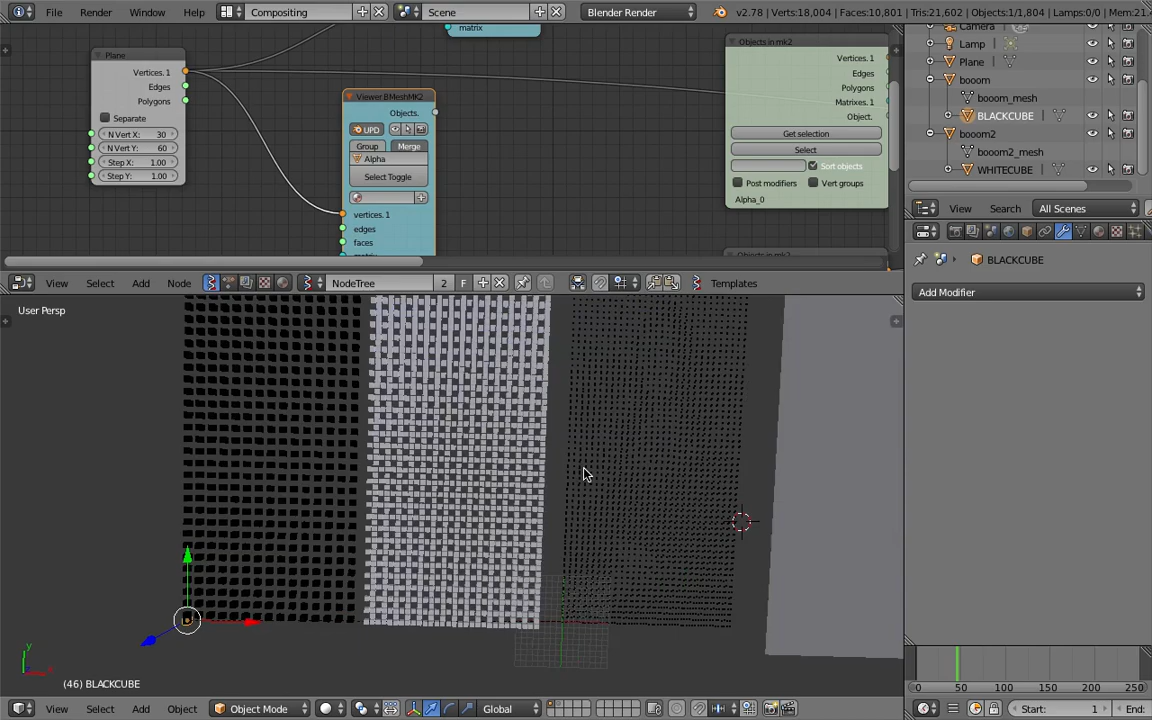 File Render Window Help Compositing Scene Blender Render v2.78 | Verts:18,004 | Faces:10,801 | Tris:21,602 | Objects:1/1,804 | Lamps:0/0 |
matrix
Plane
Vertices. 1
Edges
Polygons
Separate
N Vert X: 30
N Vert Y: 60
Step X: 1.00
Step Y: 1.00
Viewer BMeshMK2
Objects.
UPD
Group Merge
Alpha
Select Toggle
vertices. 1
edges
faces
Objects in mk2
Vertices. 1
Edges
Polygons
Matrixes. 1
Object.
Get selection
Select
Sort objects
Post modifiers Vert groups
Alpha_0
Objects in mk2
Camera
Lamp
Plane
booom
booom_mesh
BLACKCUBE
booom2
booom2_mesh
WHITECUBE
View Search All Scenes
BLACKCUBE
Add Modifier
View Select Add Node NodeTree 2 F Templates
User Persp
y
x
(46) BLACKCUBE
View Select Add Object Object Mode Global
0 50 100 150 200 250
Start: 1 End: